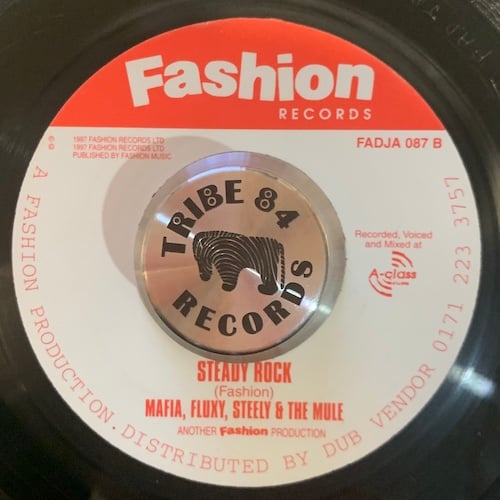 Fashion
RECORDS
FADJA 087 B
℗ 1997 FASHION RECORDS LTD
© 1997 FASHION RECORDS LTD
PUBLISHED BY FASHION MUSIC
TRIBE 84
RECORDS
Recorded, Voiced
and Mixed at
A-class
STEADY ROCK
(Fashion)
MAFIA, FLUXY, STEELY & THE MULE
ANOTHER Fashion PRODUCTION
A FASHION PRODUCTION. DISTRIBUTED BY DUB VENDOR 0171 223 3757